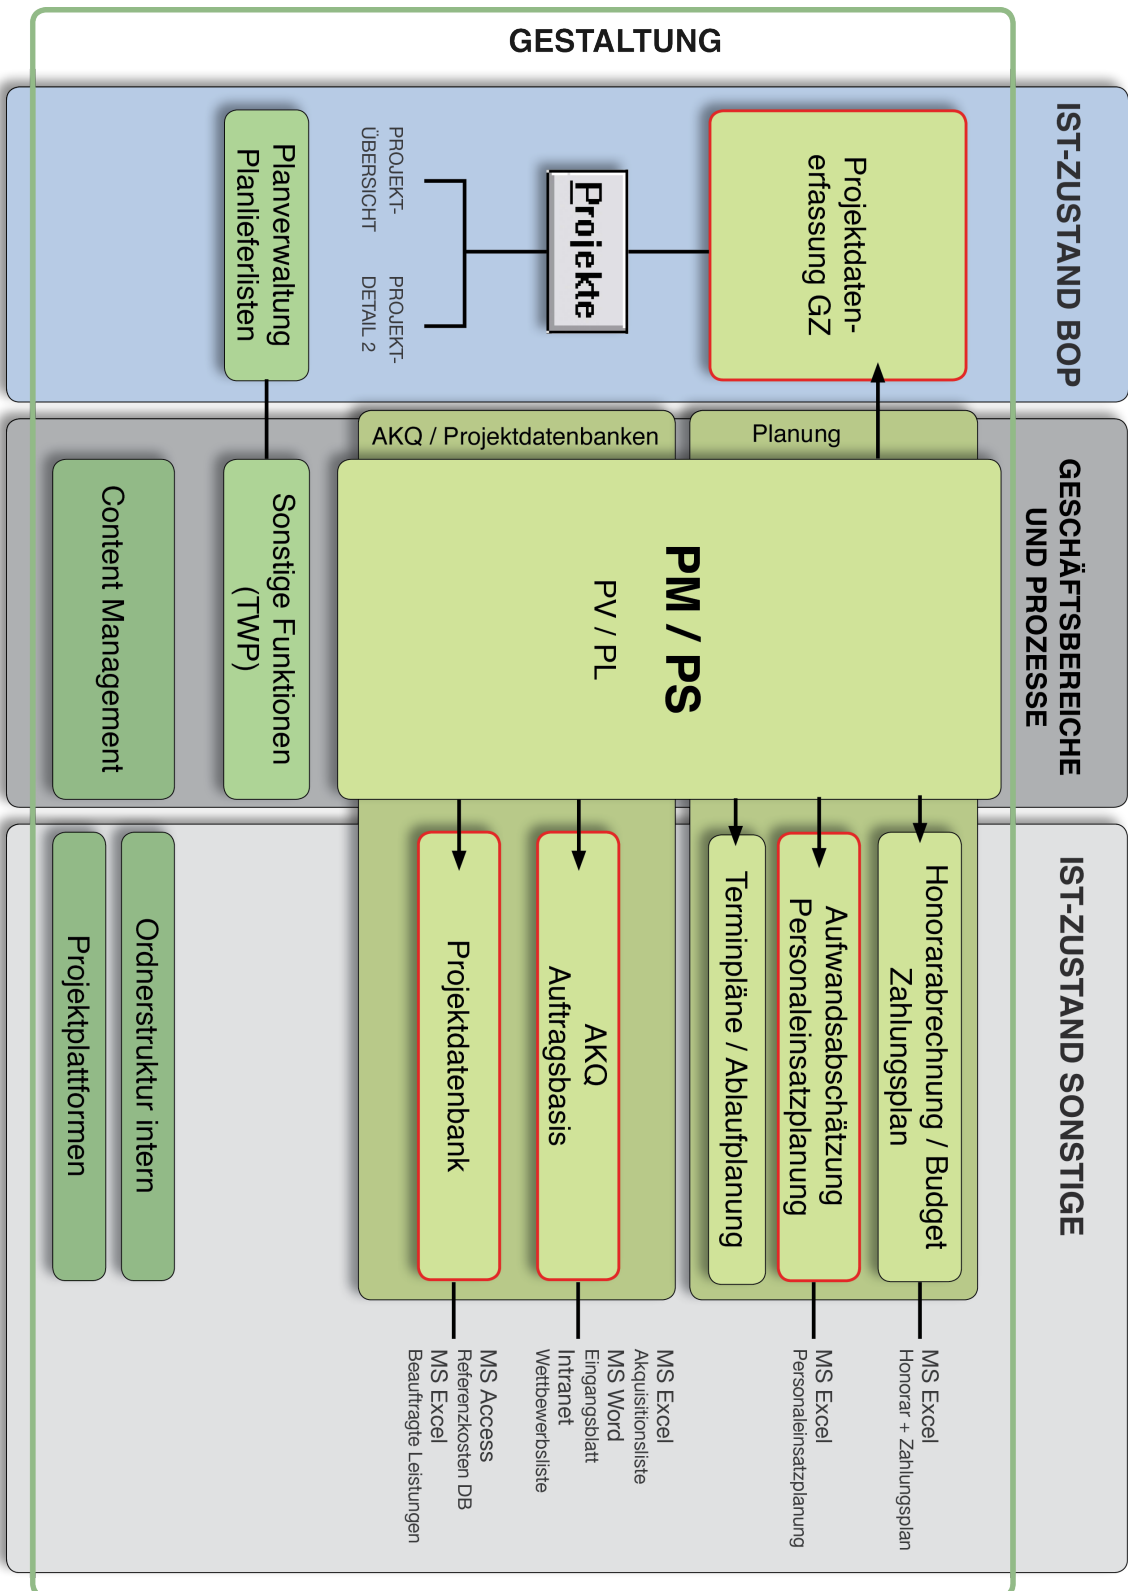 GESTALTUNG
IST-ZUSTAND BOP
Projektdaten-
erfassung GZ
Projekte
PROJEKT-
ÜBERSICHT
PROJEKT-
DETAIL 2
Planverwaltung
Planlieferlisten
GESCHÄFTSBEREICHE
UND PROZESSE
Planung
AKQ / Projektdatenbanken
PM / PS
PV / PL
Sonstige Funktionen
(TWP)
Content Management
IST-ZUSTAND SONSTIGE
Honorarabrechnung / Budget
Zahlungsplan
Aufwandsabschätzung
Personaleinsatzplanung
Terminpläne / Ablaufplanung
AKQ
Auftragsbasis
Projektdatenbank
Ordnerstruktur intern
Projektplattformen
MS Excel
Honorar + Zahlungsplan
MS Excel
Personaleinsatzplanung
MS Excel
Akquisitionsliste
MS Word
Eingangsblatt
Intranet
Wettbewerbsliste
MS Access
Referenzkosten DB
MS Excel
Beauftragte Leistungen